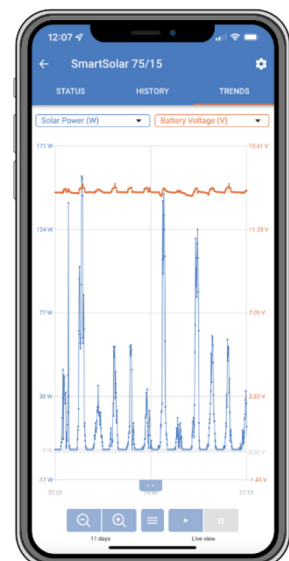 12:07
SmartSolar 75/15
STATUS HISTORY TRENDS
Solar Power (W) Battery Voltage (V)
171 W 15.61 V
124 W 11.35 V
77 W 7.09 V
30 W 2.83 V
0 W 0.00 V
-17 W -1.43 V
17:13
11 days Live view